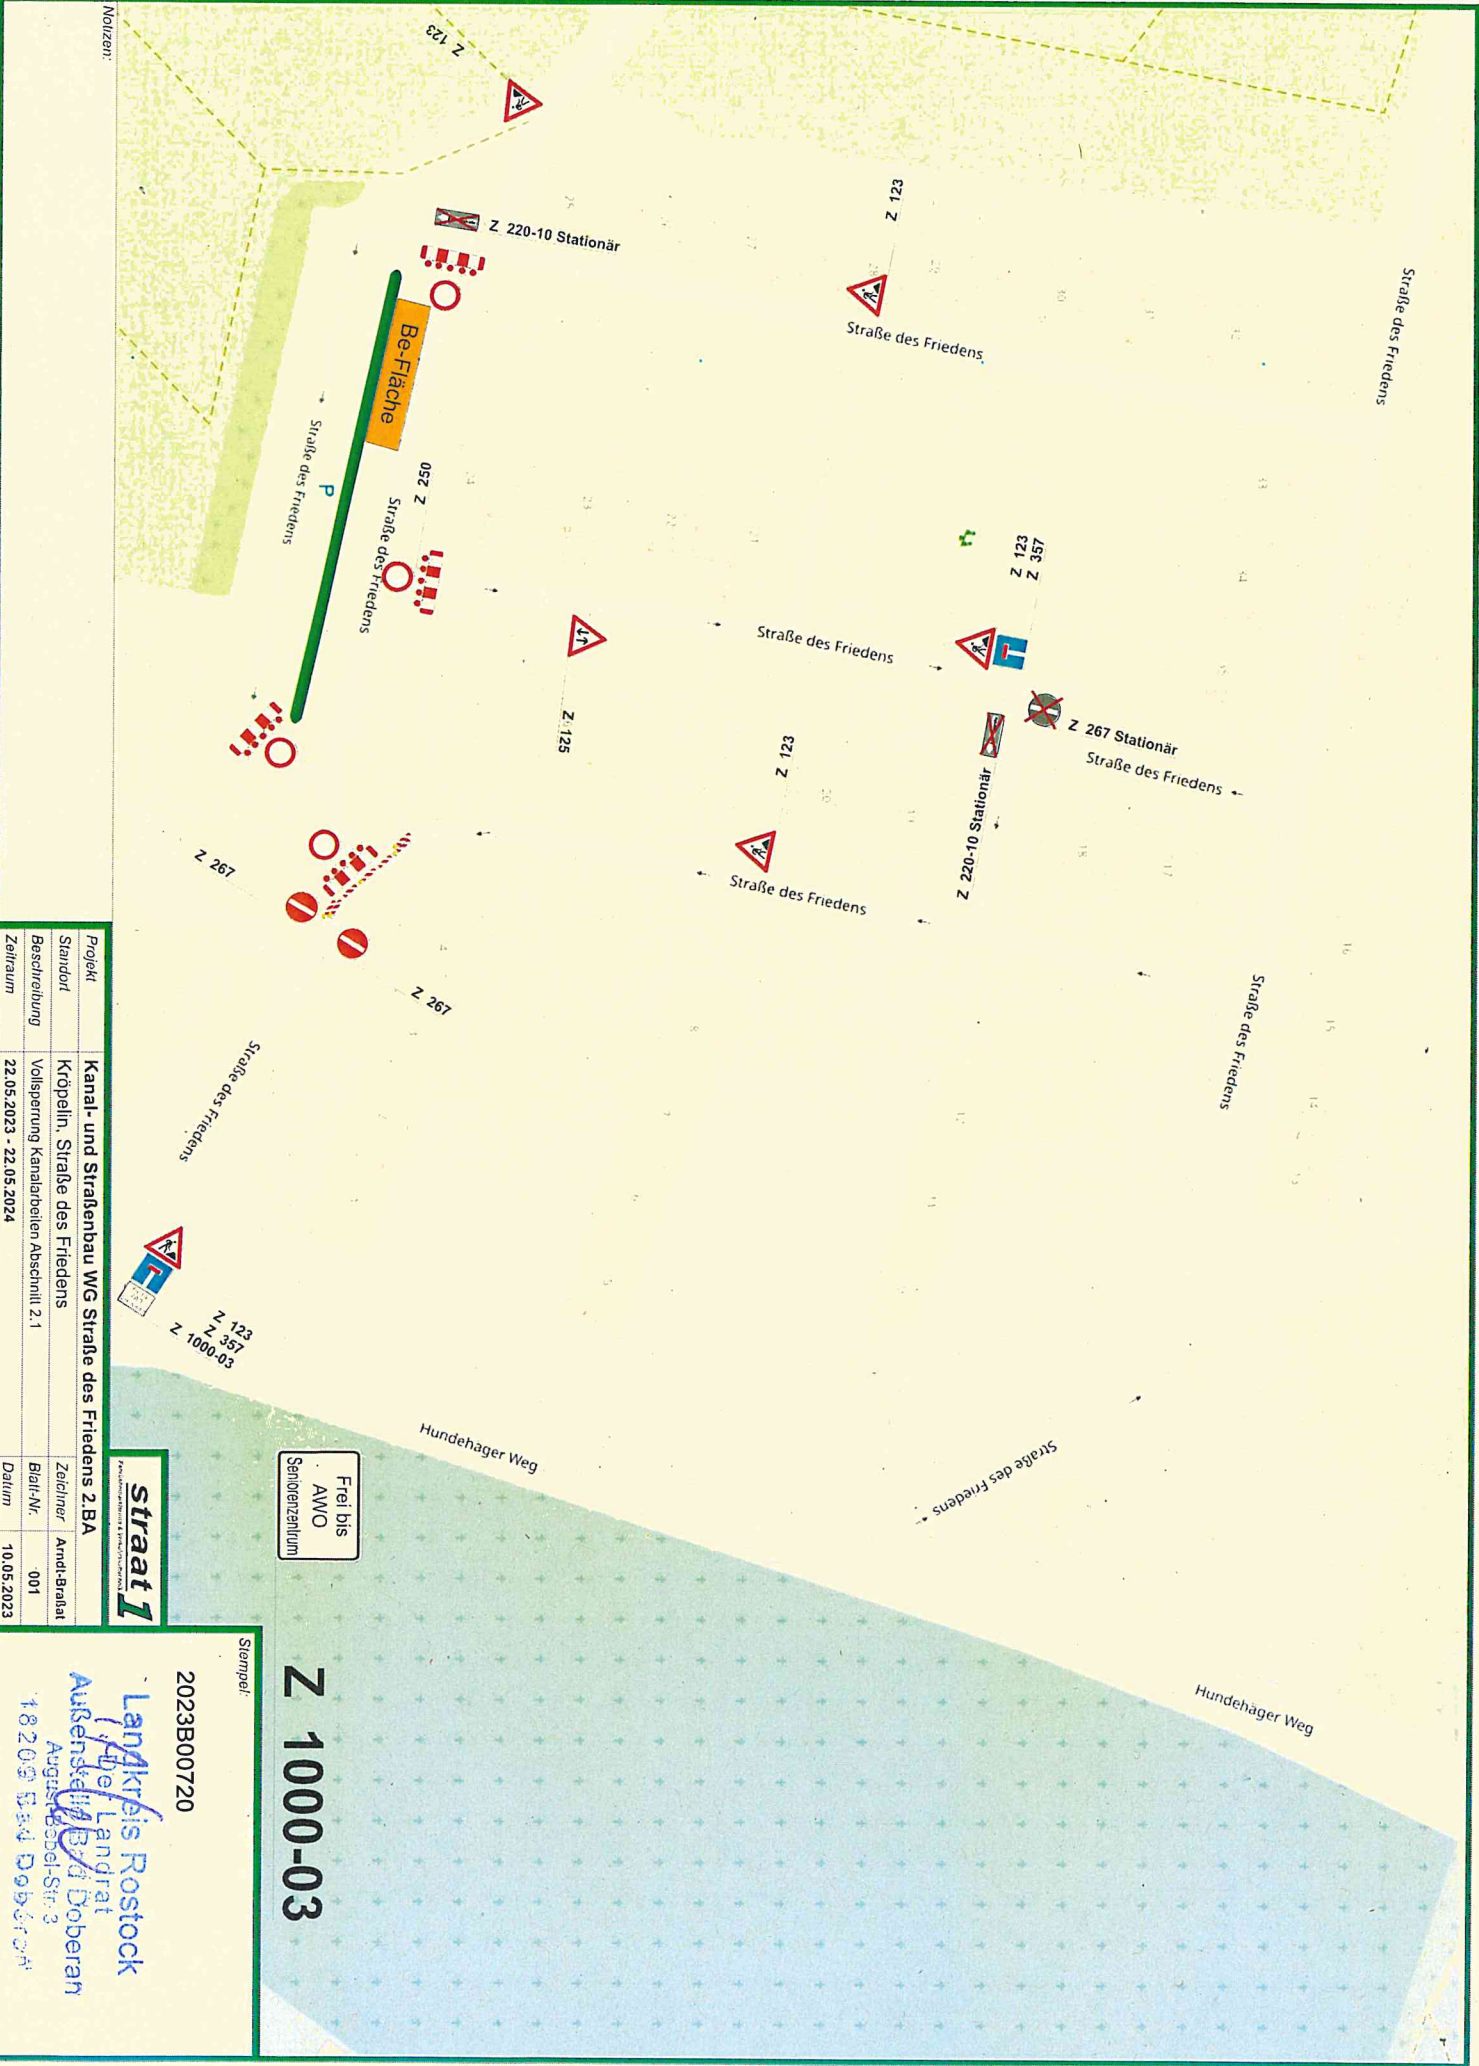 Notizen:
Z 123
Z 220-10 Stationär
Z 123
Straße des Friedens
Straße des Friedens
Be-Fläche
P
Straße des Friedens
Z 250
Straße des Friedens
Z 123
Z 357
Straße des Friedens
Z 125
Z 123
Straße des Friedens
Z 267 Stationär
Straße des Friedens
Z 220-10 Stationär
Straße des Friedens
Z 267
Z 267
Straße des Friedens
Z 123
Z 357
Z 1000-03
Hundehäger Weg
Straße des Friedens
Hundehäger Weg
Frei bis
AWO
Seniorenzentrum
Z 1000-03
Projekt Kanal- und Straßenbau WG Straße des Friedens 2.BA
Standort Kröpelin, Straße des Friedens Zeichner Arndt-Braßat
Beschreibung Vollsperrung Kanalarbeiten Abschnitt 2.1 Blatt-Nr. 001
Zeitraum 22.05.2023 - 22.05.2024 Datum 10.05.2023
straat 1
Stempel:
2023B00720
Landkreis Rostock
Der Landrat
Außenstelle Bad Doberan
August-Bebel-Str. 3
18209 Bad Doberan